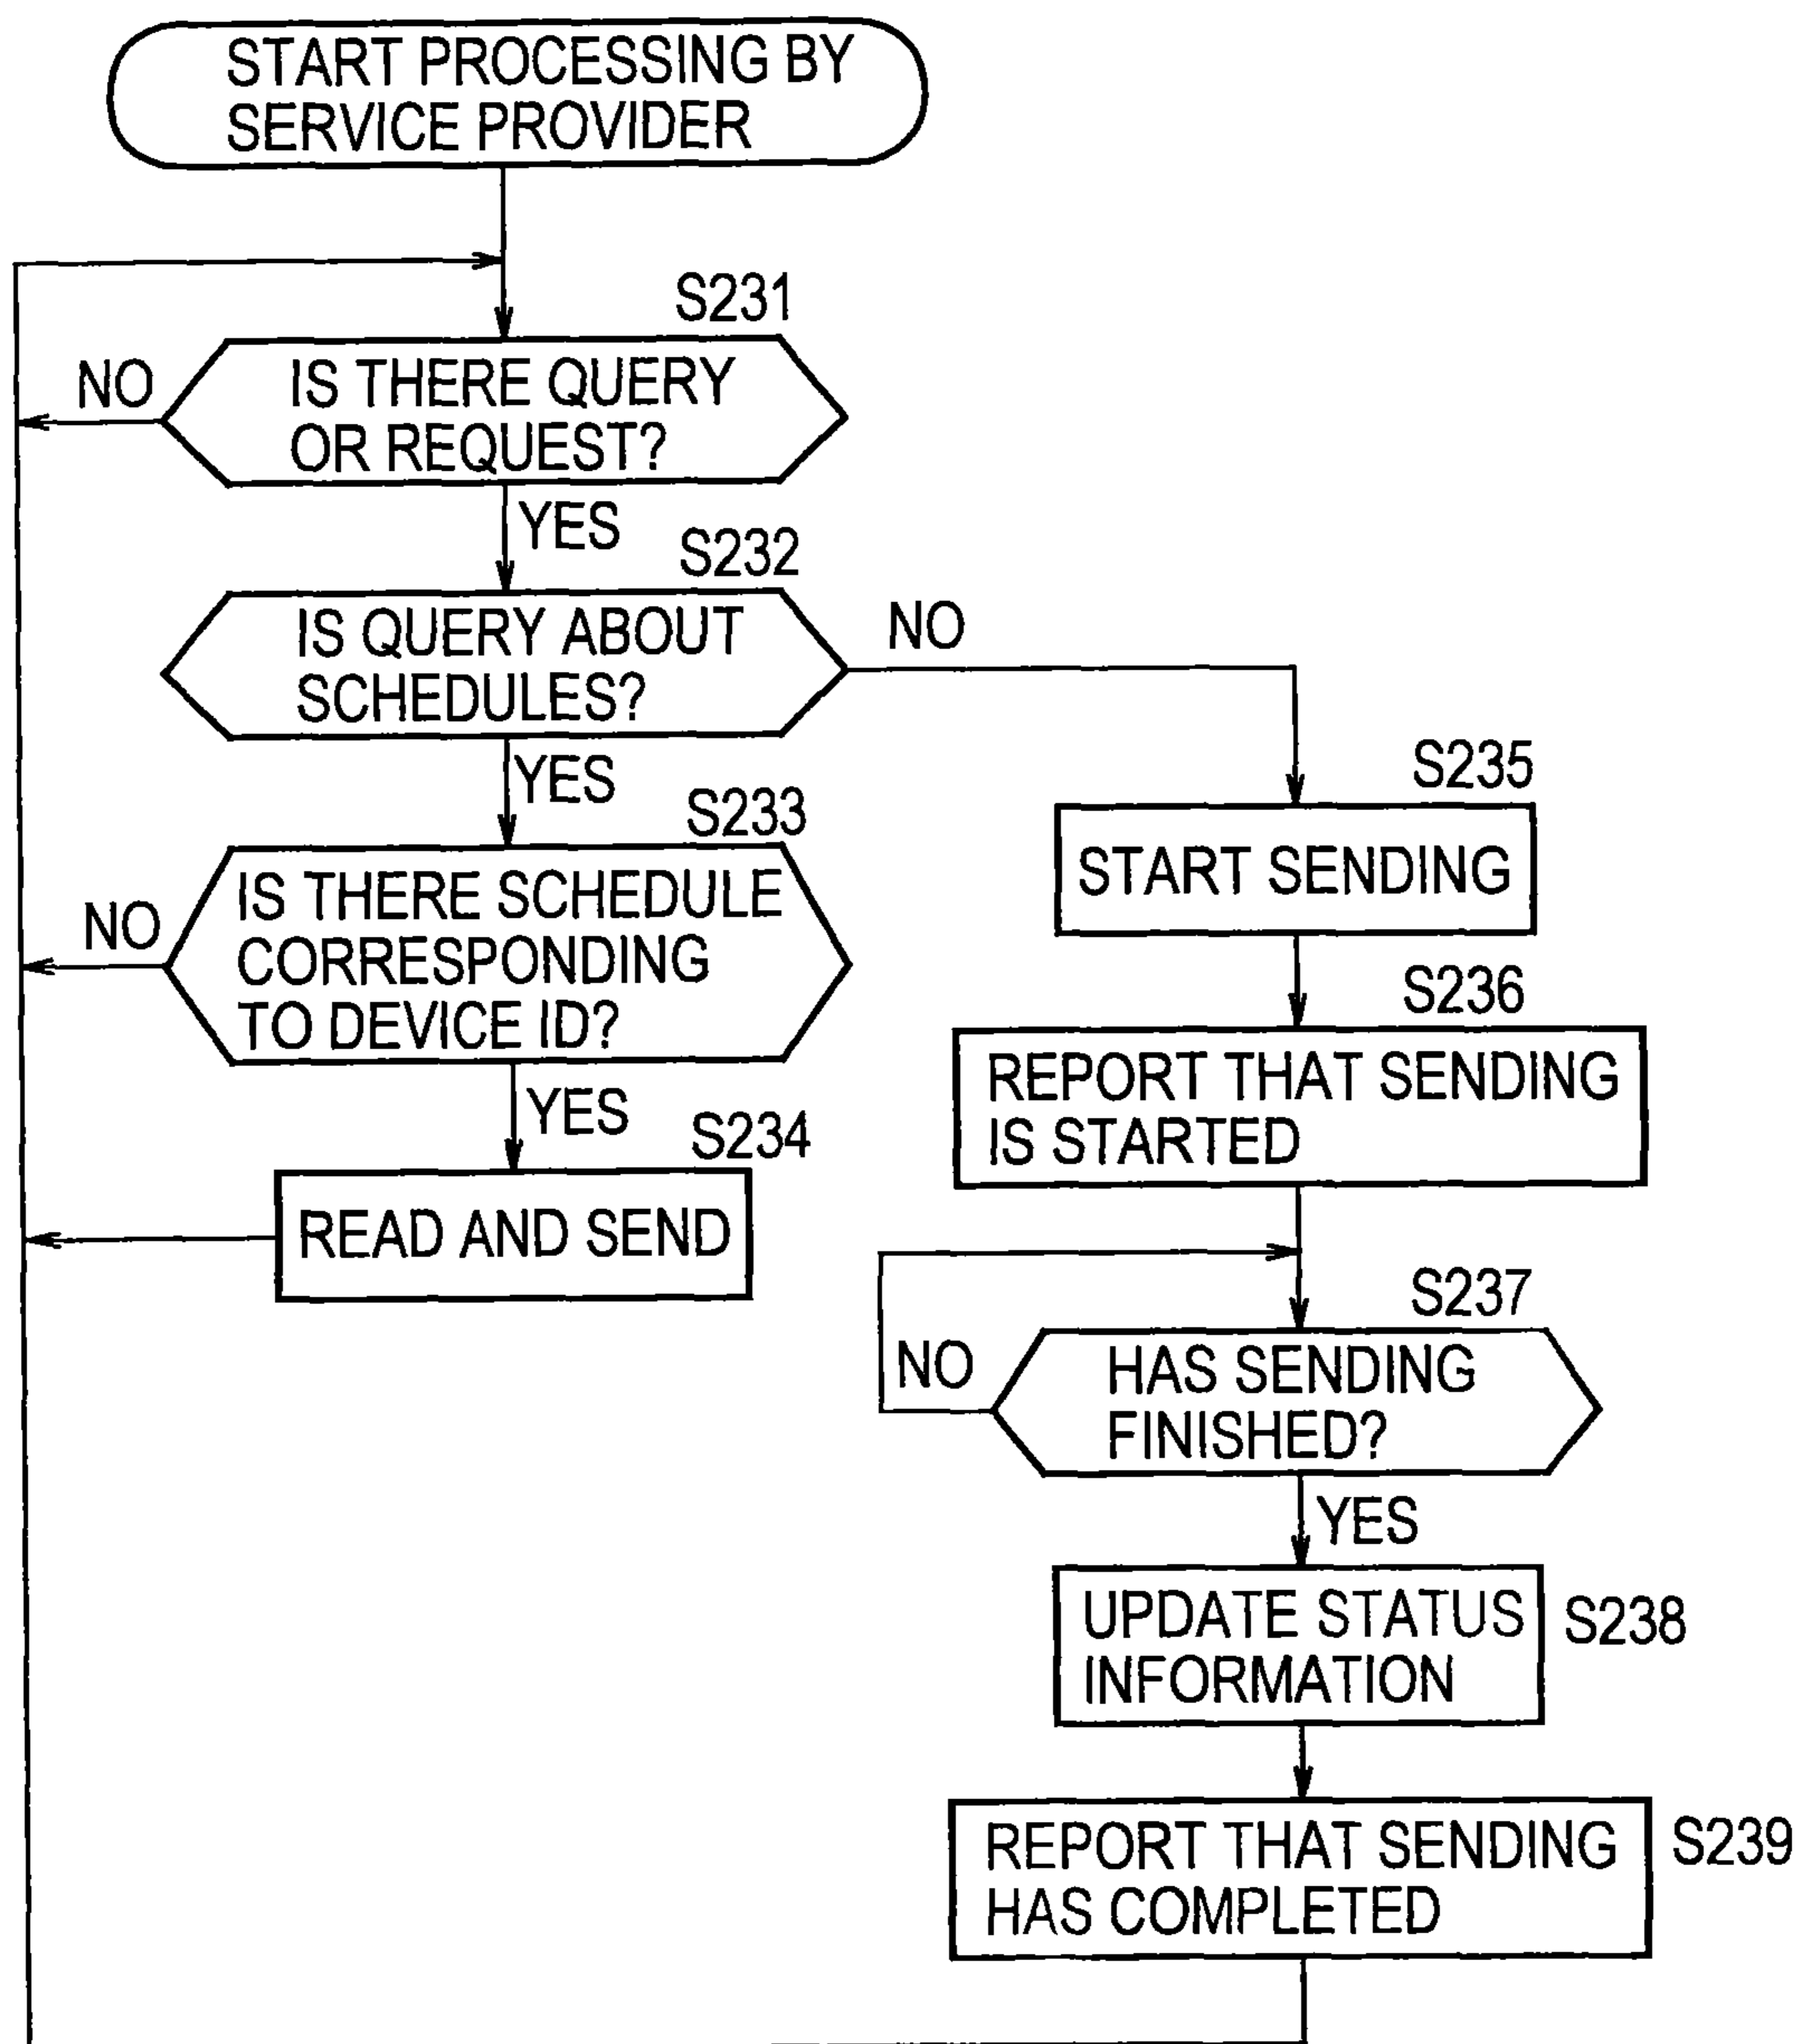 START PROCESSING BY
SERVICE PROVIDER
S231
NO
IS THERE QUERY
OR REQUEST?
YES
S232
IS QUERY ABOUT
SCHEDULES?
NO
YES
S233
NO
IS THERE SCHEDULE
CORRESPONDING
TO DEVICE ID?
YES
S234
READ AND SEND
S235
START SENDING
S236
REPORT THAT SENDING
IS STARTED
S237
NO
HAS SENDING
FINISHED?
YES
UPDATE STATUS
INFORMATION
S238
REPORT THAT SENDING
HAS COMPLETED
S239